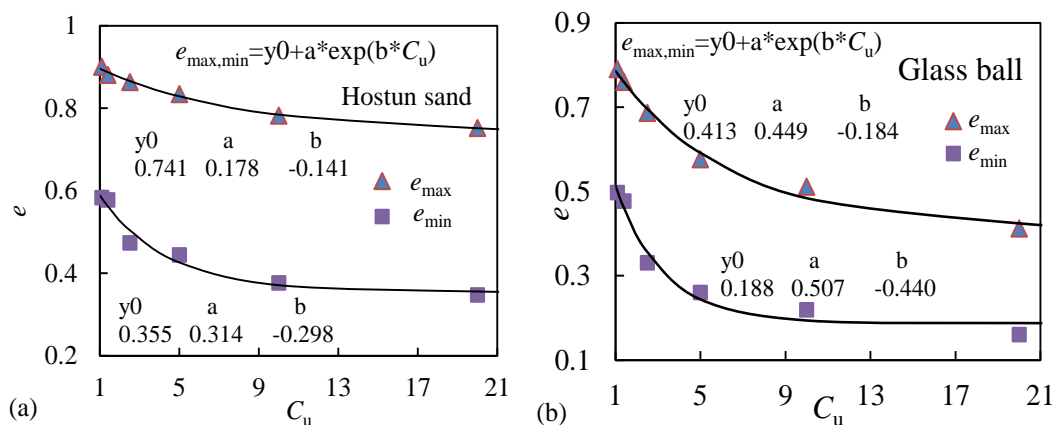 1
0.8
0.6
0.4
0.2
e
e max,min=y0+a*exp(b*Cu)
Hostun sand
y0 a b
0.741 0.178 -0.141
emax
emin
y0 a b
0.355 0.314 -0.298
1 5 9 13 17 21
(a)
Cu
0.9
0.7
0.5
0.3
0.1
e
e max,min=y0+a*exp(b*Cu)
Glass ball
y0 a b
0.413 0.449 -0.184
emax
emin
y0 a b
0.188 0.507 -0.440
1 5 9 13 17 21
(b)
Cu